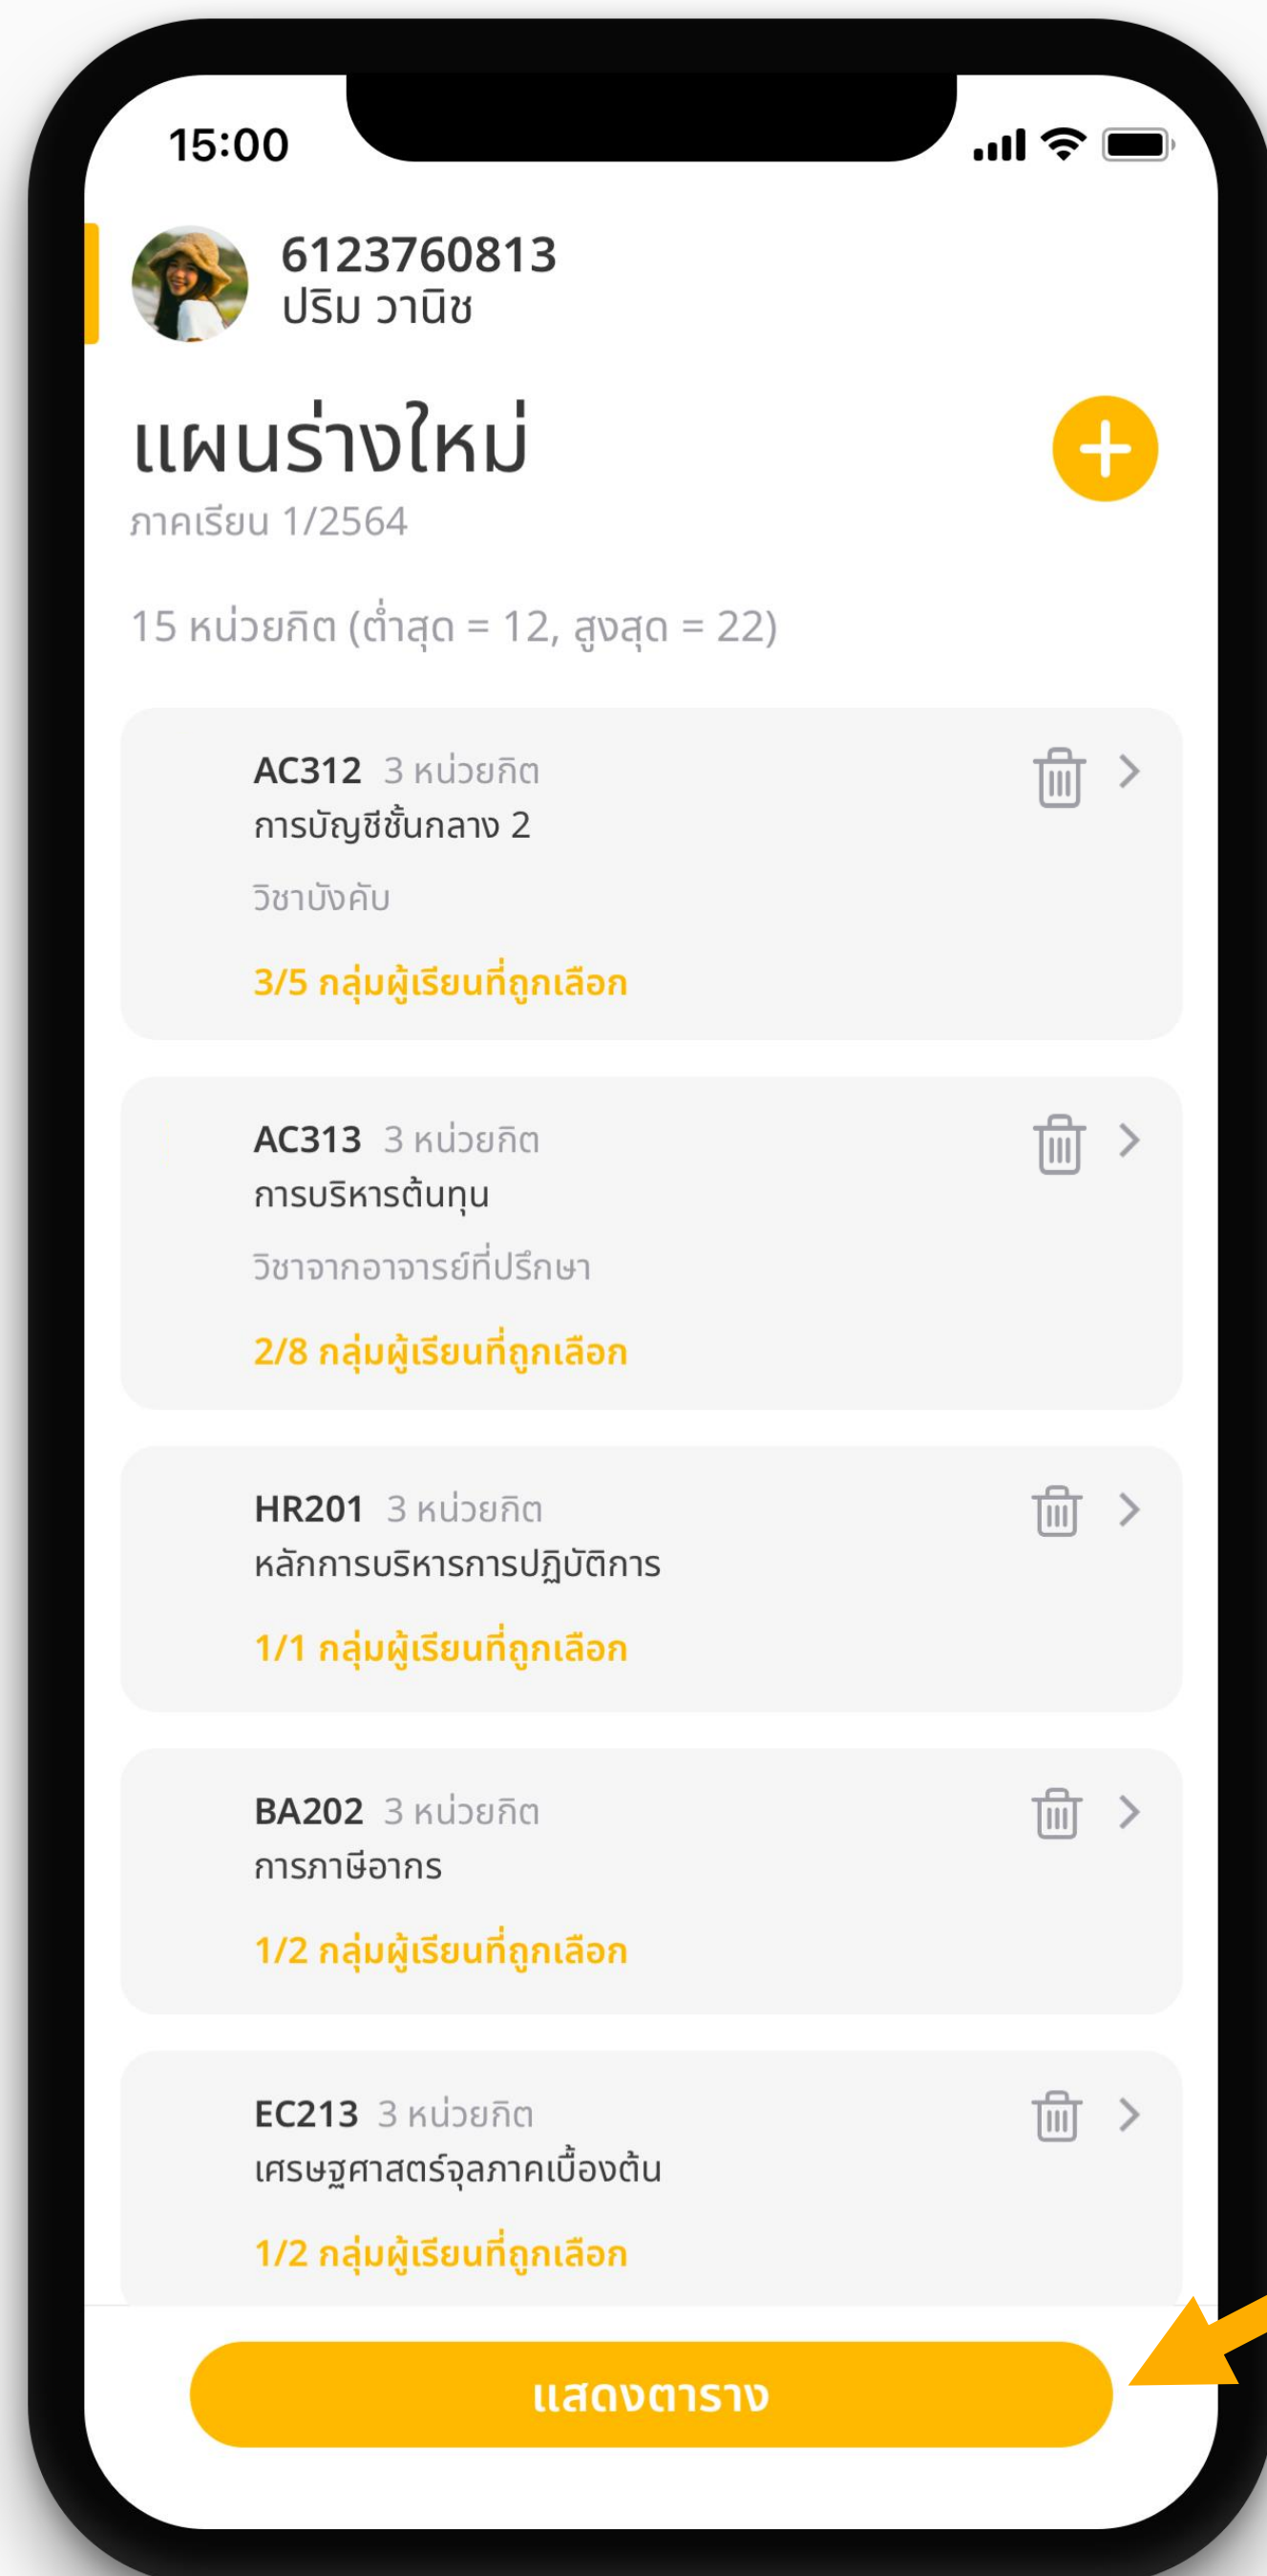 15:00
6123760813
ปริม วานิช
แผนร่างใหม่
ภาคเรียน 1/2564
15 หน่วยกิต (ต่ำสุด = 12, สูงสุด = 22)
AC312 3 หน่วยกิต
การบัญชีชั้นกลาง 2
วิชาบังคับ
3/5 กลุ่มผู้เรียนที่ถูกเลือก
AC313 3 หน่วยกิต
การบริหารต้นทุน
วิชาจากอาจารย์ที่ปรึกษา
2/8 กลุ่มผู้เรียนที่ถูกเลือก
HR201 3 หน่วยกิต
หลักการบริหารการปฏิบัติการ
1/1 กลุ่มผู้เรียนที่ถูกเลือก
BA202 3 หน่วยกิต
การภาษีอากร
1/2 กลุ่มผู้เรียนที่ถูกเลือก
EC213 3 หน่วยกิต
เศรษฐศาสตร์จุลภาคเบื้องต้น
1/2 กลุ่มผู้เรียนที่ถูกเลือก
แสดงตาราง